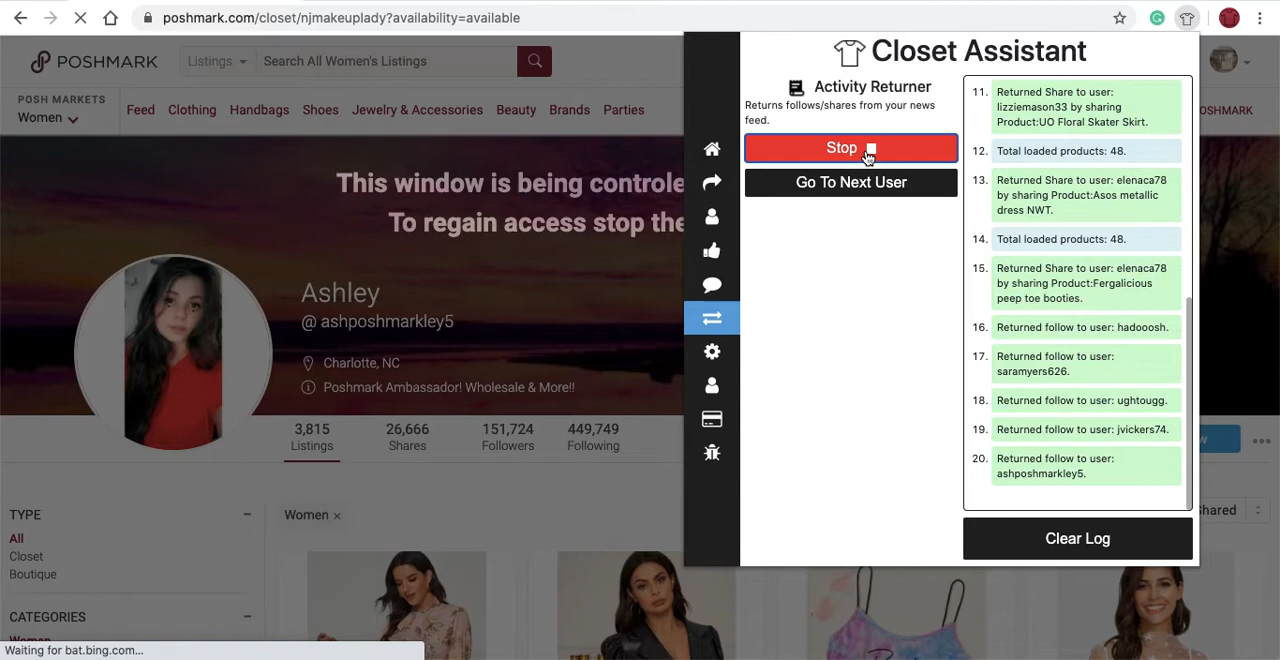 poshmark.com/closet/njmakeuplady?availability=available
POSHMARK
Listings
Search All Women's Listings
POSH MARKETS
Women
Feed
Clothing
Handbags
Shoes
Jewelry & Accessories
Beauty
Brands
Parties
OSHMARK
This window is being controle
To regain access stop the
Ashley
@ ashposhmarkley5
Charlotte, NC
Poshmark Ambassador! Wholesale & More!!
3,815
Listings
26,666
Shares
151,724
Followers
449,749
Following
w
TYPE
All
Closet
Boutique
CATEGORIES
Women
Women ×
Shared
Waiting for bat.bing.com...
Closet Assistant
Activity Returner
Returns follows/shares from your news
feed.
Stop
Go To Next User
11. Returned Share to user:
lizziemason33 by sharing
Product:UO Floral Skater Skirt.
12. Total loaded products: 48.
13. Returned Share to user: elenaca78
by sharing Product:Asos metallic
dress NWT.
14. Total loaded products: 48.
15. Returned Share to user: elenaca78
by sharing Product:Fergalicious
peep toe booties.
16. Returned follow to user: hadooosh.
17. Returned follow to user:
saramyers626.
18. Returned follow to user: ughtougg.
19. Returned follow to user: jvickers74.
20. Returned follow to user:
ashposhmarkley5.
Clear Log